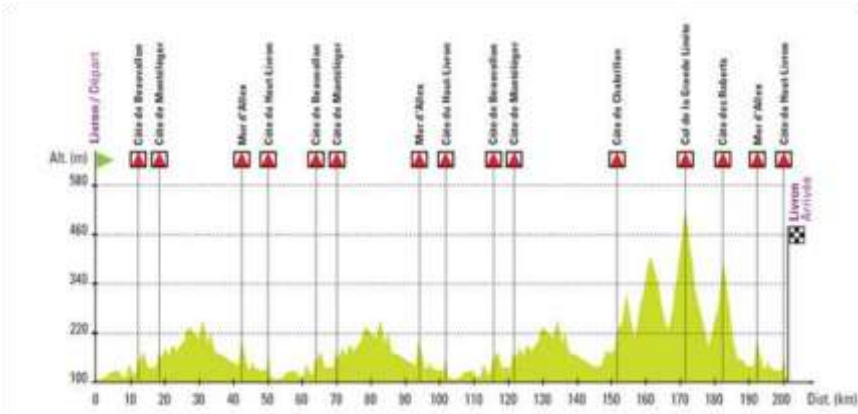 Livron / Départ
Côte de Beauvallon
Côte de Montéléger
Mur d'Allex
Côte du Haut Livron
Côte de Beauvallon
Côte de Montéléger
Mur d'Allex
Côte du Haut Livron
Côte de Beauvallon
Côte de Montéléger
Côte du Chabrillan
Col de la Grande Limite
Côte des Roberts
Mur d'Allex
Côte du Haut Livron
Livron
Arrivée
Alt. (m)
580
460
340
220
100
0 10 20 30 40 50 60 70 80 90 100 110 120 130 140 150 160 170 180 190 200 Dist. (km)